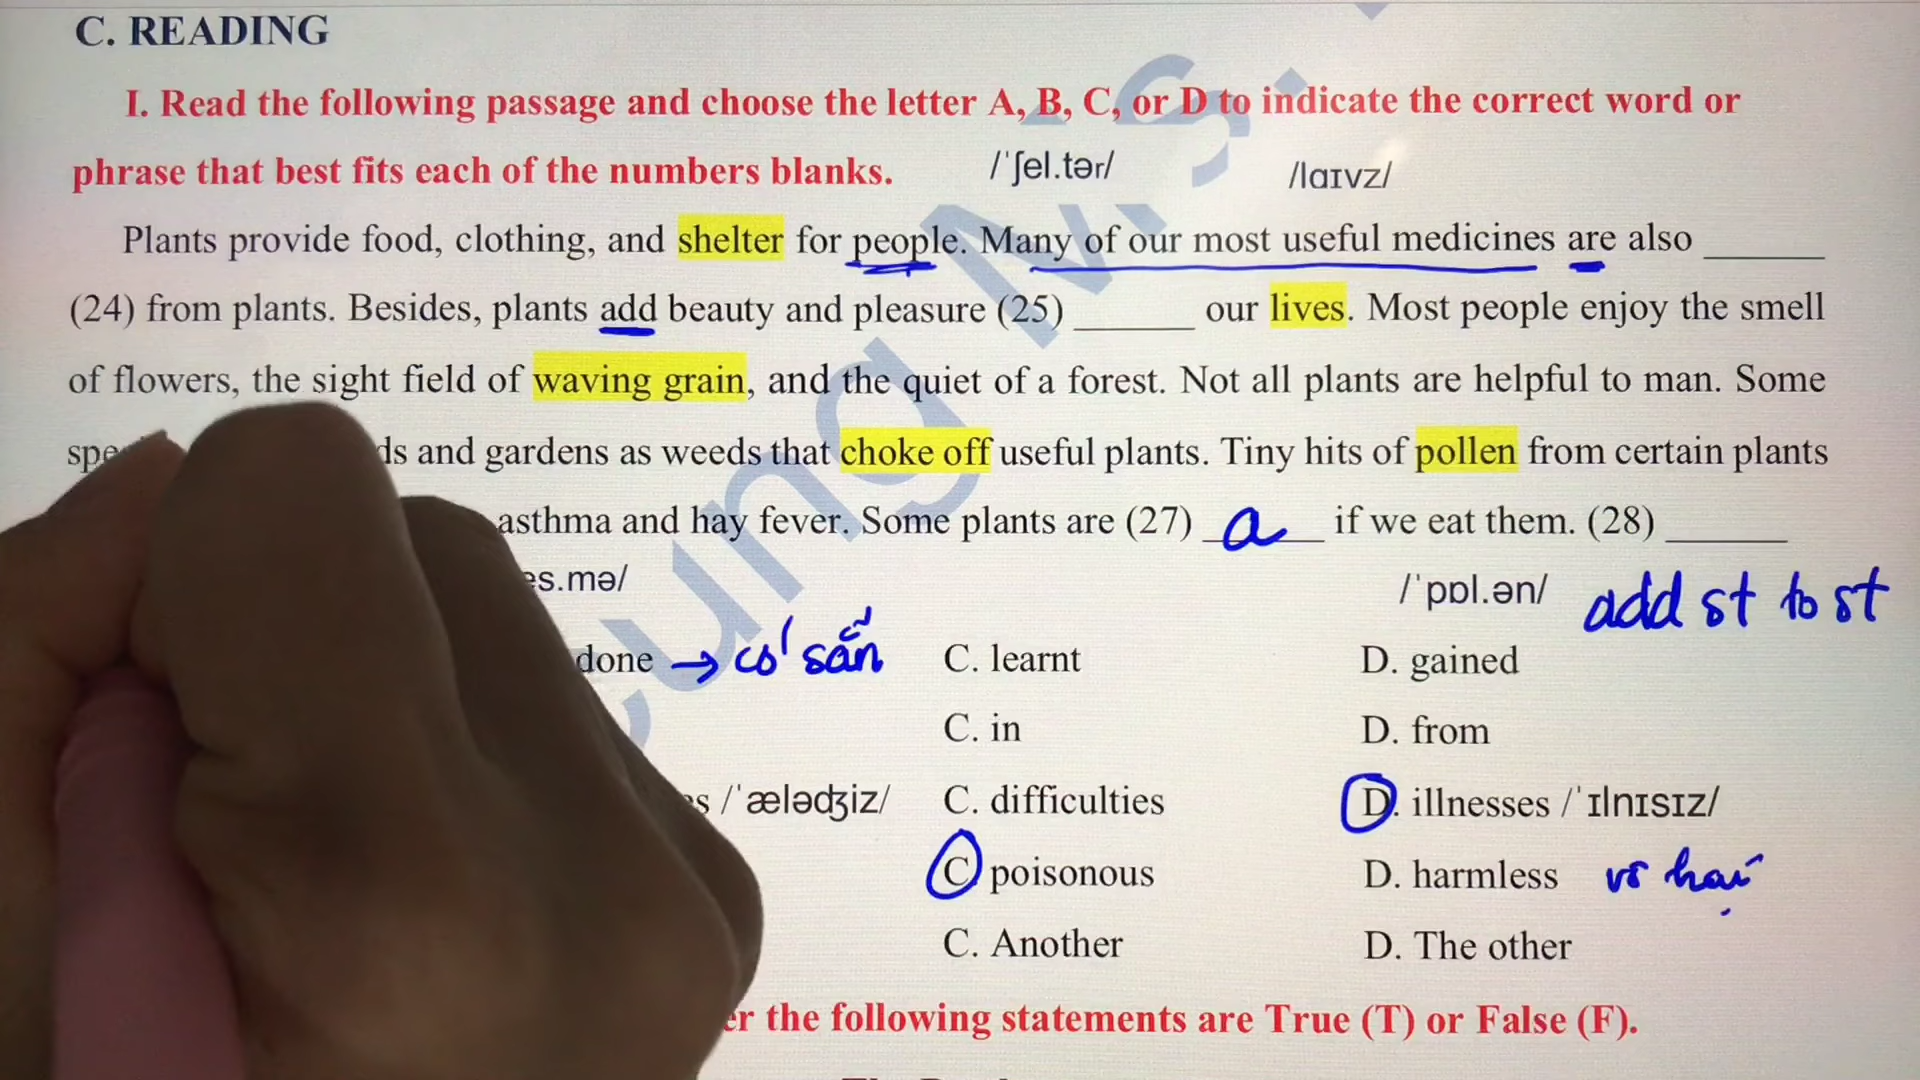 C. READING
I. Read the following passage and choose the letter A, B, C, or D to indicate the correct word or
phrase that best fits each of the numbers blanks. /ˈʃel.tər/ /laɪvz/
Plants provide food, clothing, and shelter for people. Many of our most useful medicines are also ______
(24) from plants. Besides, plants add beauty and pleasure (25) ______ our lives. Most people enjoy the smell
of flowers, the sight field of waving grain, and the quiet of a forest. Not all plants are helpful to man. Some
and gardens as weeds that choke off useful plants. Tiny hits of pollen from certain plants
asthma and hay fever. Some plants are (27) a if we eat them. (28) ______
/ˈpɒl.ən/ add st to st
done → có sẵn C. learnt D. gained
C. in D. from
/ˈælədʒiz/ C. difficulties D. illnesses /ˈɪlnɪsɪz/
C poisonous D. harmless vô hại
C. Another D. The other
the following statements are True (T) or False (F).